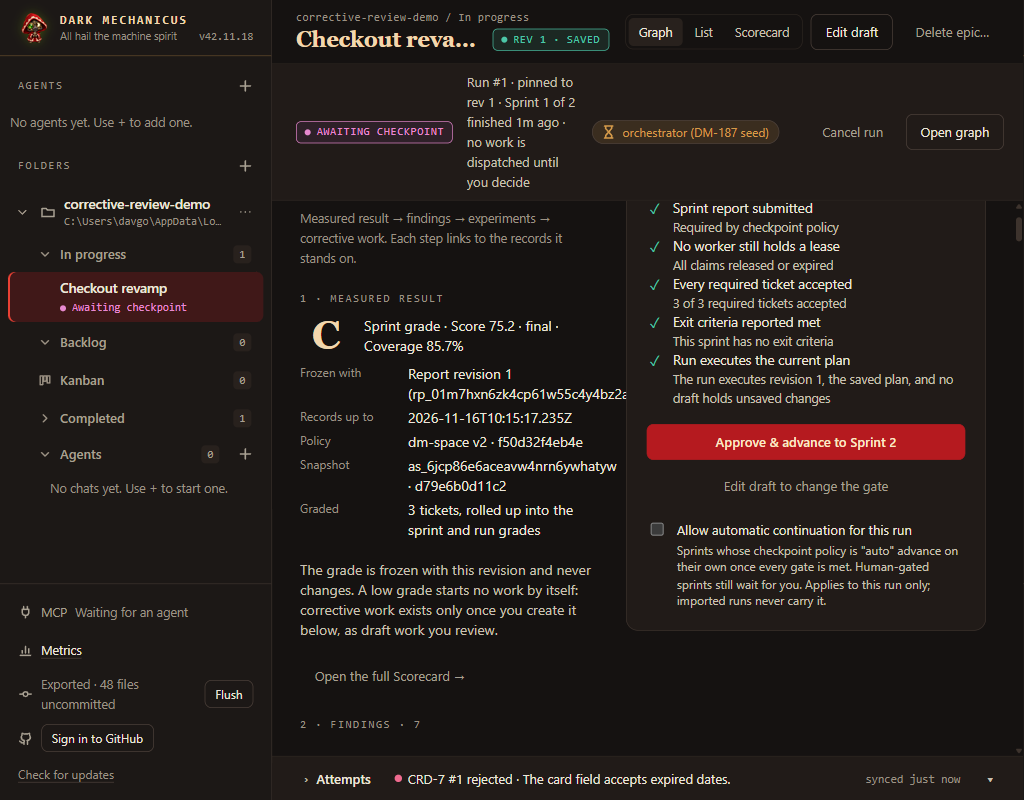 DARK MECHANICUS
All hail the machine spirit v42.11.18
AGENTS
No agents yet. Use + to add one.
FOLDERS
corrective-review-demo
C:\Users\davgo\AppData\Lo…
In progress 1
Checkout revamp
Awaiting checkpoint
Backlog 0
Kanban 0
Completed 1
Agents 0
No chats yet. Use + to start one.
MCP Waiting for an agent
Metrics
Exported · 48 files
uncommitted
Flush
Sign in to GitHub
Check for updates
corrective-review-demo / In progress
Checkout reva…
REV 1 · SAVED
Graph List Scorecard
Edit draft
Delete epic…
AWAITING CHECKPOINT
Run #1 · pinned to
rev 1 · Sprint 1 of 2
finished 1m ago ·
no work is
dispatched until
you decide
orchestrator (DM-187 seed)
Cancel run
Open graph
Measured result → findings → experiments →
corrective work. Each step links to the records it
stands on.
1 · MEASURED RESULT
C
Sprint grade · Score 75.2 · final ·
Coverage 85.7%
Frozen with Report revision 1
(rp_01m7hxn6zk4cp61w55c4y4bz2a
Records up to 2026-11-16T10:15:17.235Z
Policy dm-space v2 · f50d32f4eb4e
Snapshot as_6jcp86e6aceavw4nrn6ywhatyw
· d79e6b0d11c2
Graded 3 tickets, rolled up into the
sprint and run grades
The grade is frozen with this revision and never
changes. A low grade starts no work by itself:
corrective work exists only once you create it
below, as draft work you review.
Open the full Scorecard →
2 · FINDINGS · 7
Sprint report submitted
Required by checkpoint policy
No worker still holds a lease
All claims released or expired
Every required ticket accepted
3 of 3 required tickets accepted
Exit criteria reported met
This sprint has no exit criteria
Run executes the current plan
The run executes revision 1, the saved plan, and no
draft holds unsaved changes
Approve & advance to Sprint 2
Edit draft to change the gate
Allow automatic continuation for this run
Sprints whose checkpoint policy is "auto" advance on
their own once every gate is met. Human-gated
sprints still wait for you. Applies to this run only;
imported runs never carry it.
Attempts
CRD-7 #1 rejected · The card field accepts expired dates.
synced just now